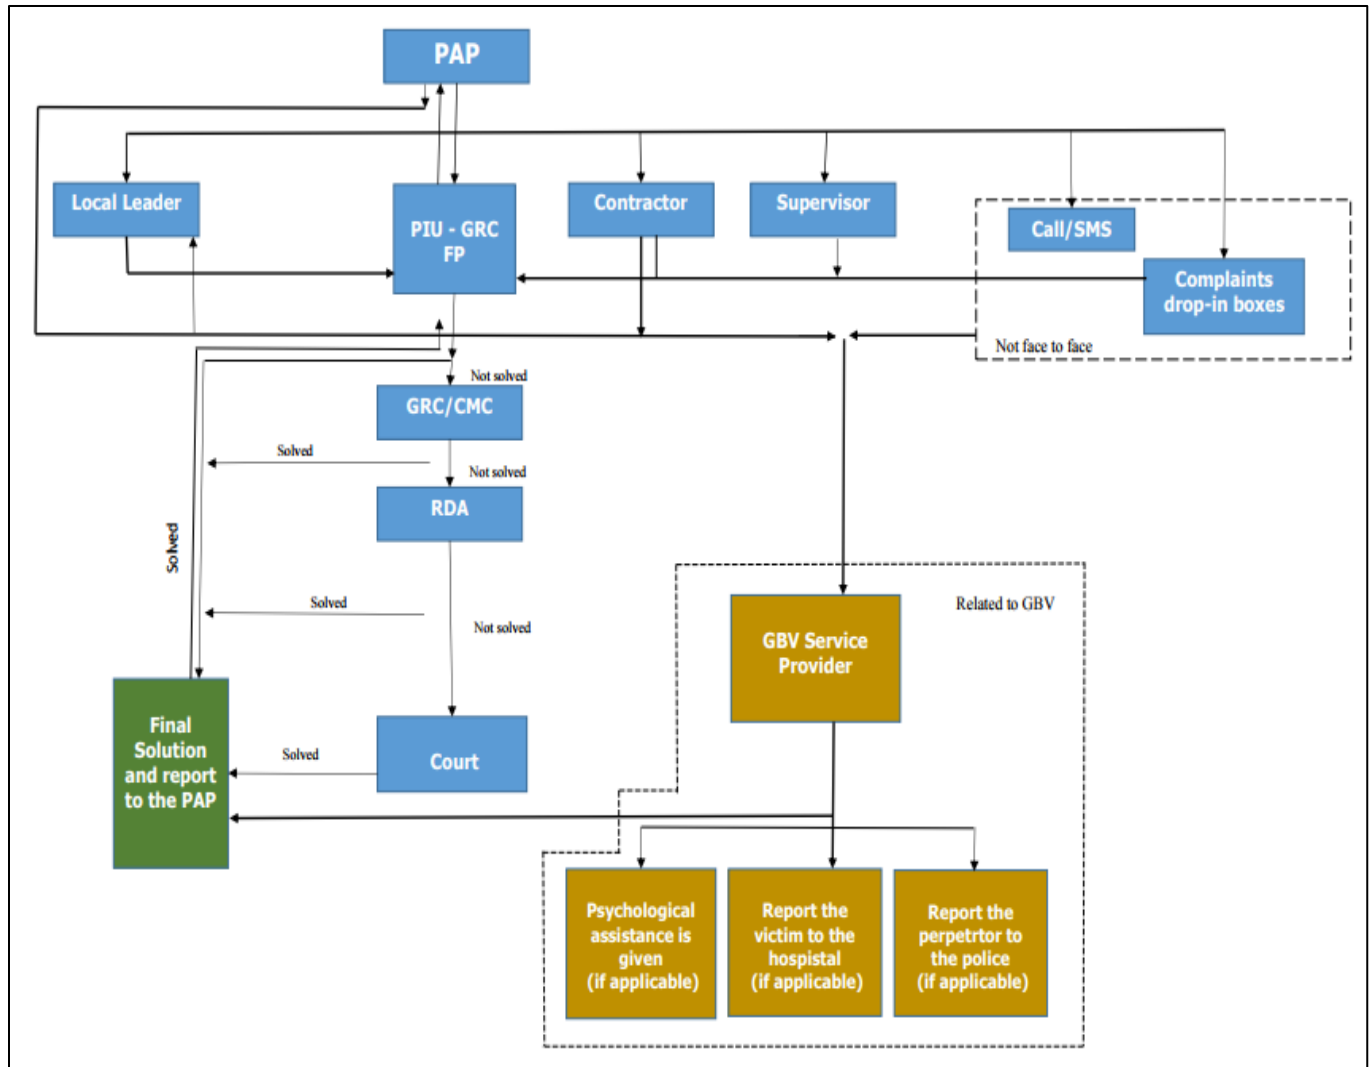 PAP
Local Leader
PIU - GRC
FP
Contractor
Supervisor
Call/SMS
Complaints
drop-in boxes
Not face to face
Not solved
GRC/CMC
Solved
Not solved
RDA
Solved
Solved
Not solved
Related to GBV
GBV Service
Provider
Final
Solution
and report
to the PAP
Solved
Court
Psychological
assistance is
given
(if applicable)
Report the
victim to the
hospistal
(if applicable)
Report the
perpetrtor to
the police
(if applicable)